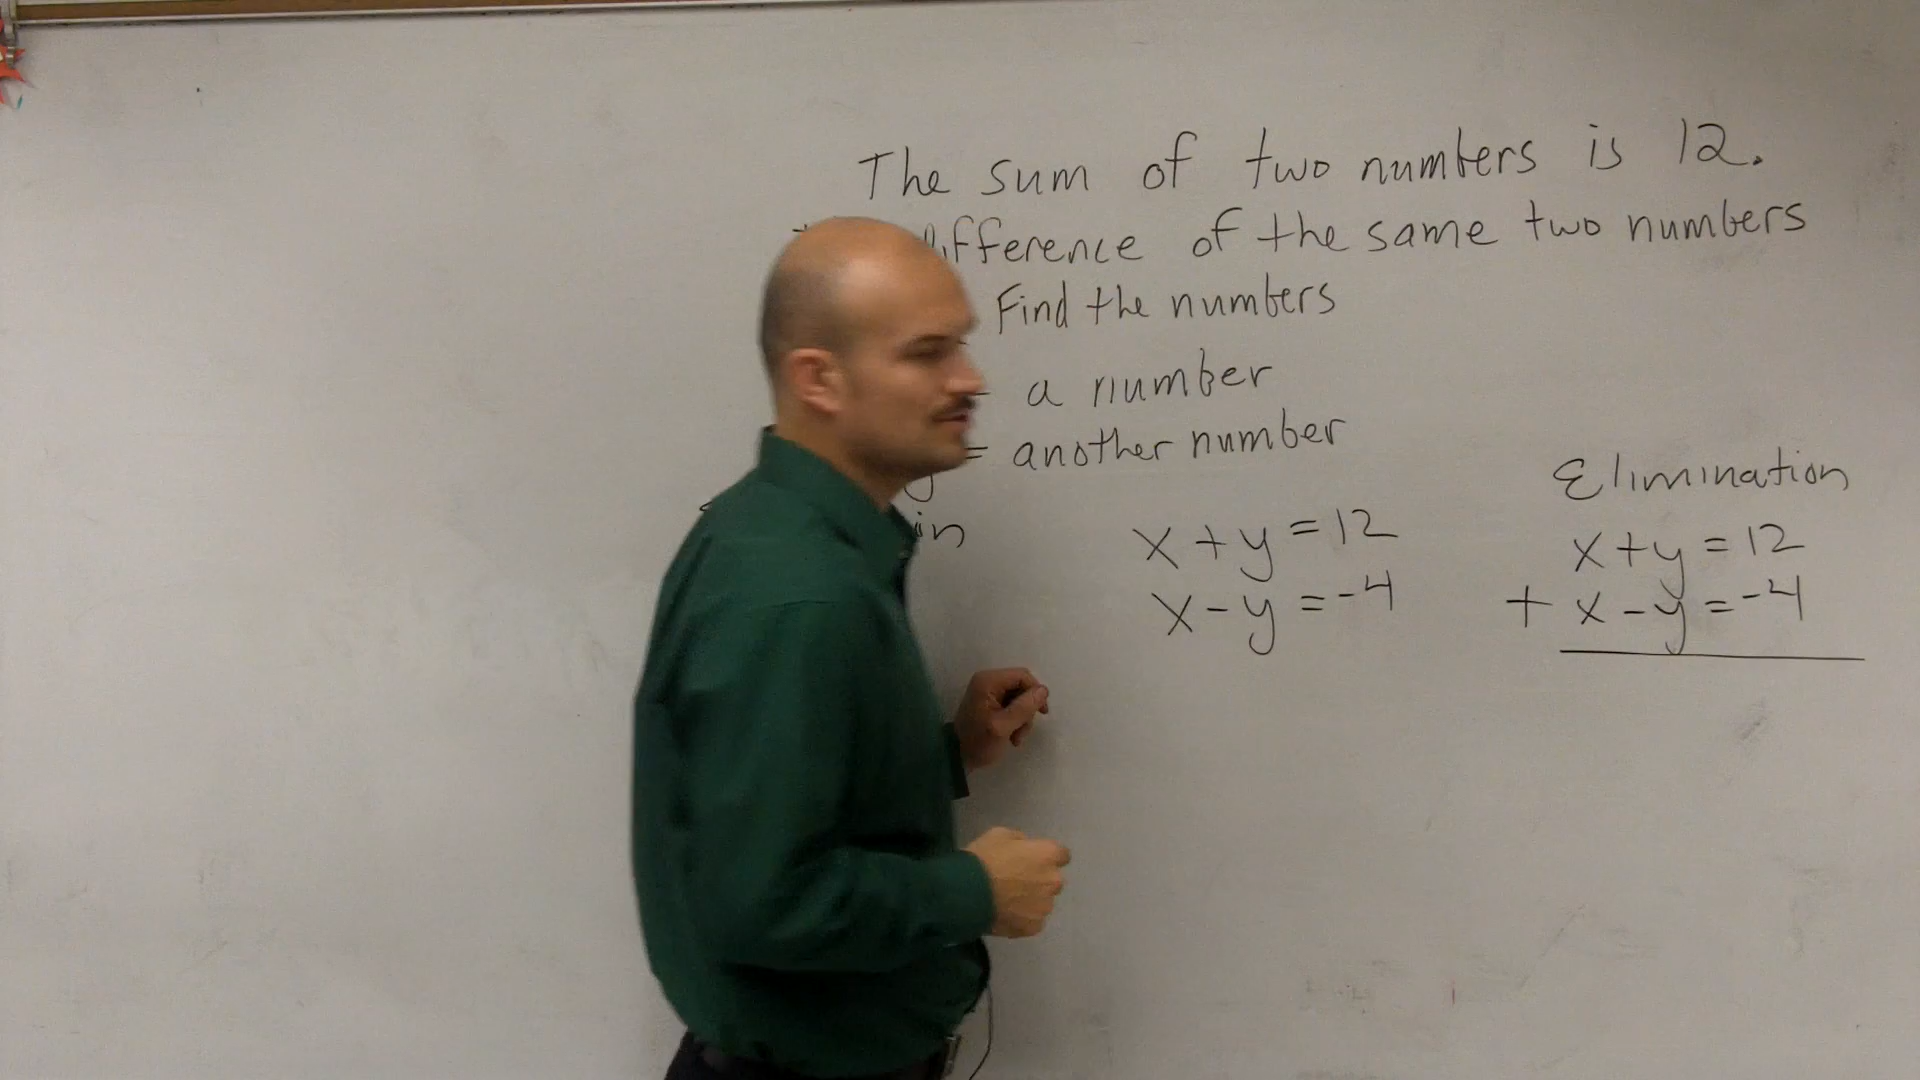 The sum of two numbers is 12.
difference of the same two numbers
Find the numbers
a number
y = another number
in
x + y = 12
x - y = -4
Elimination
x + y = 12
+ x - y = -4